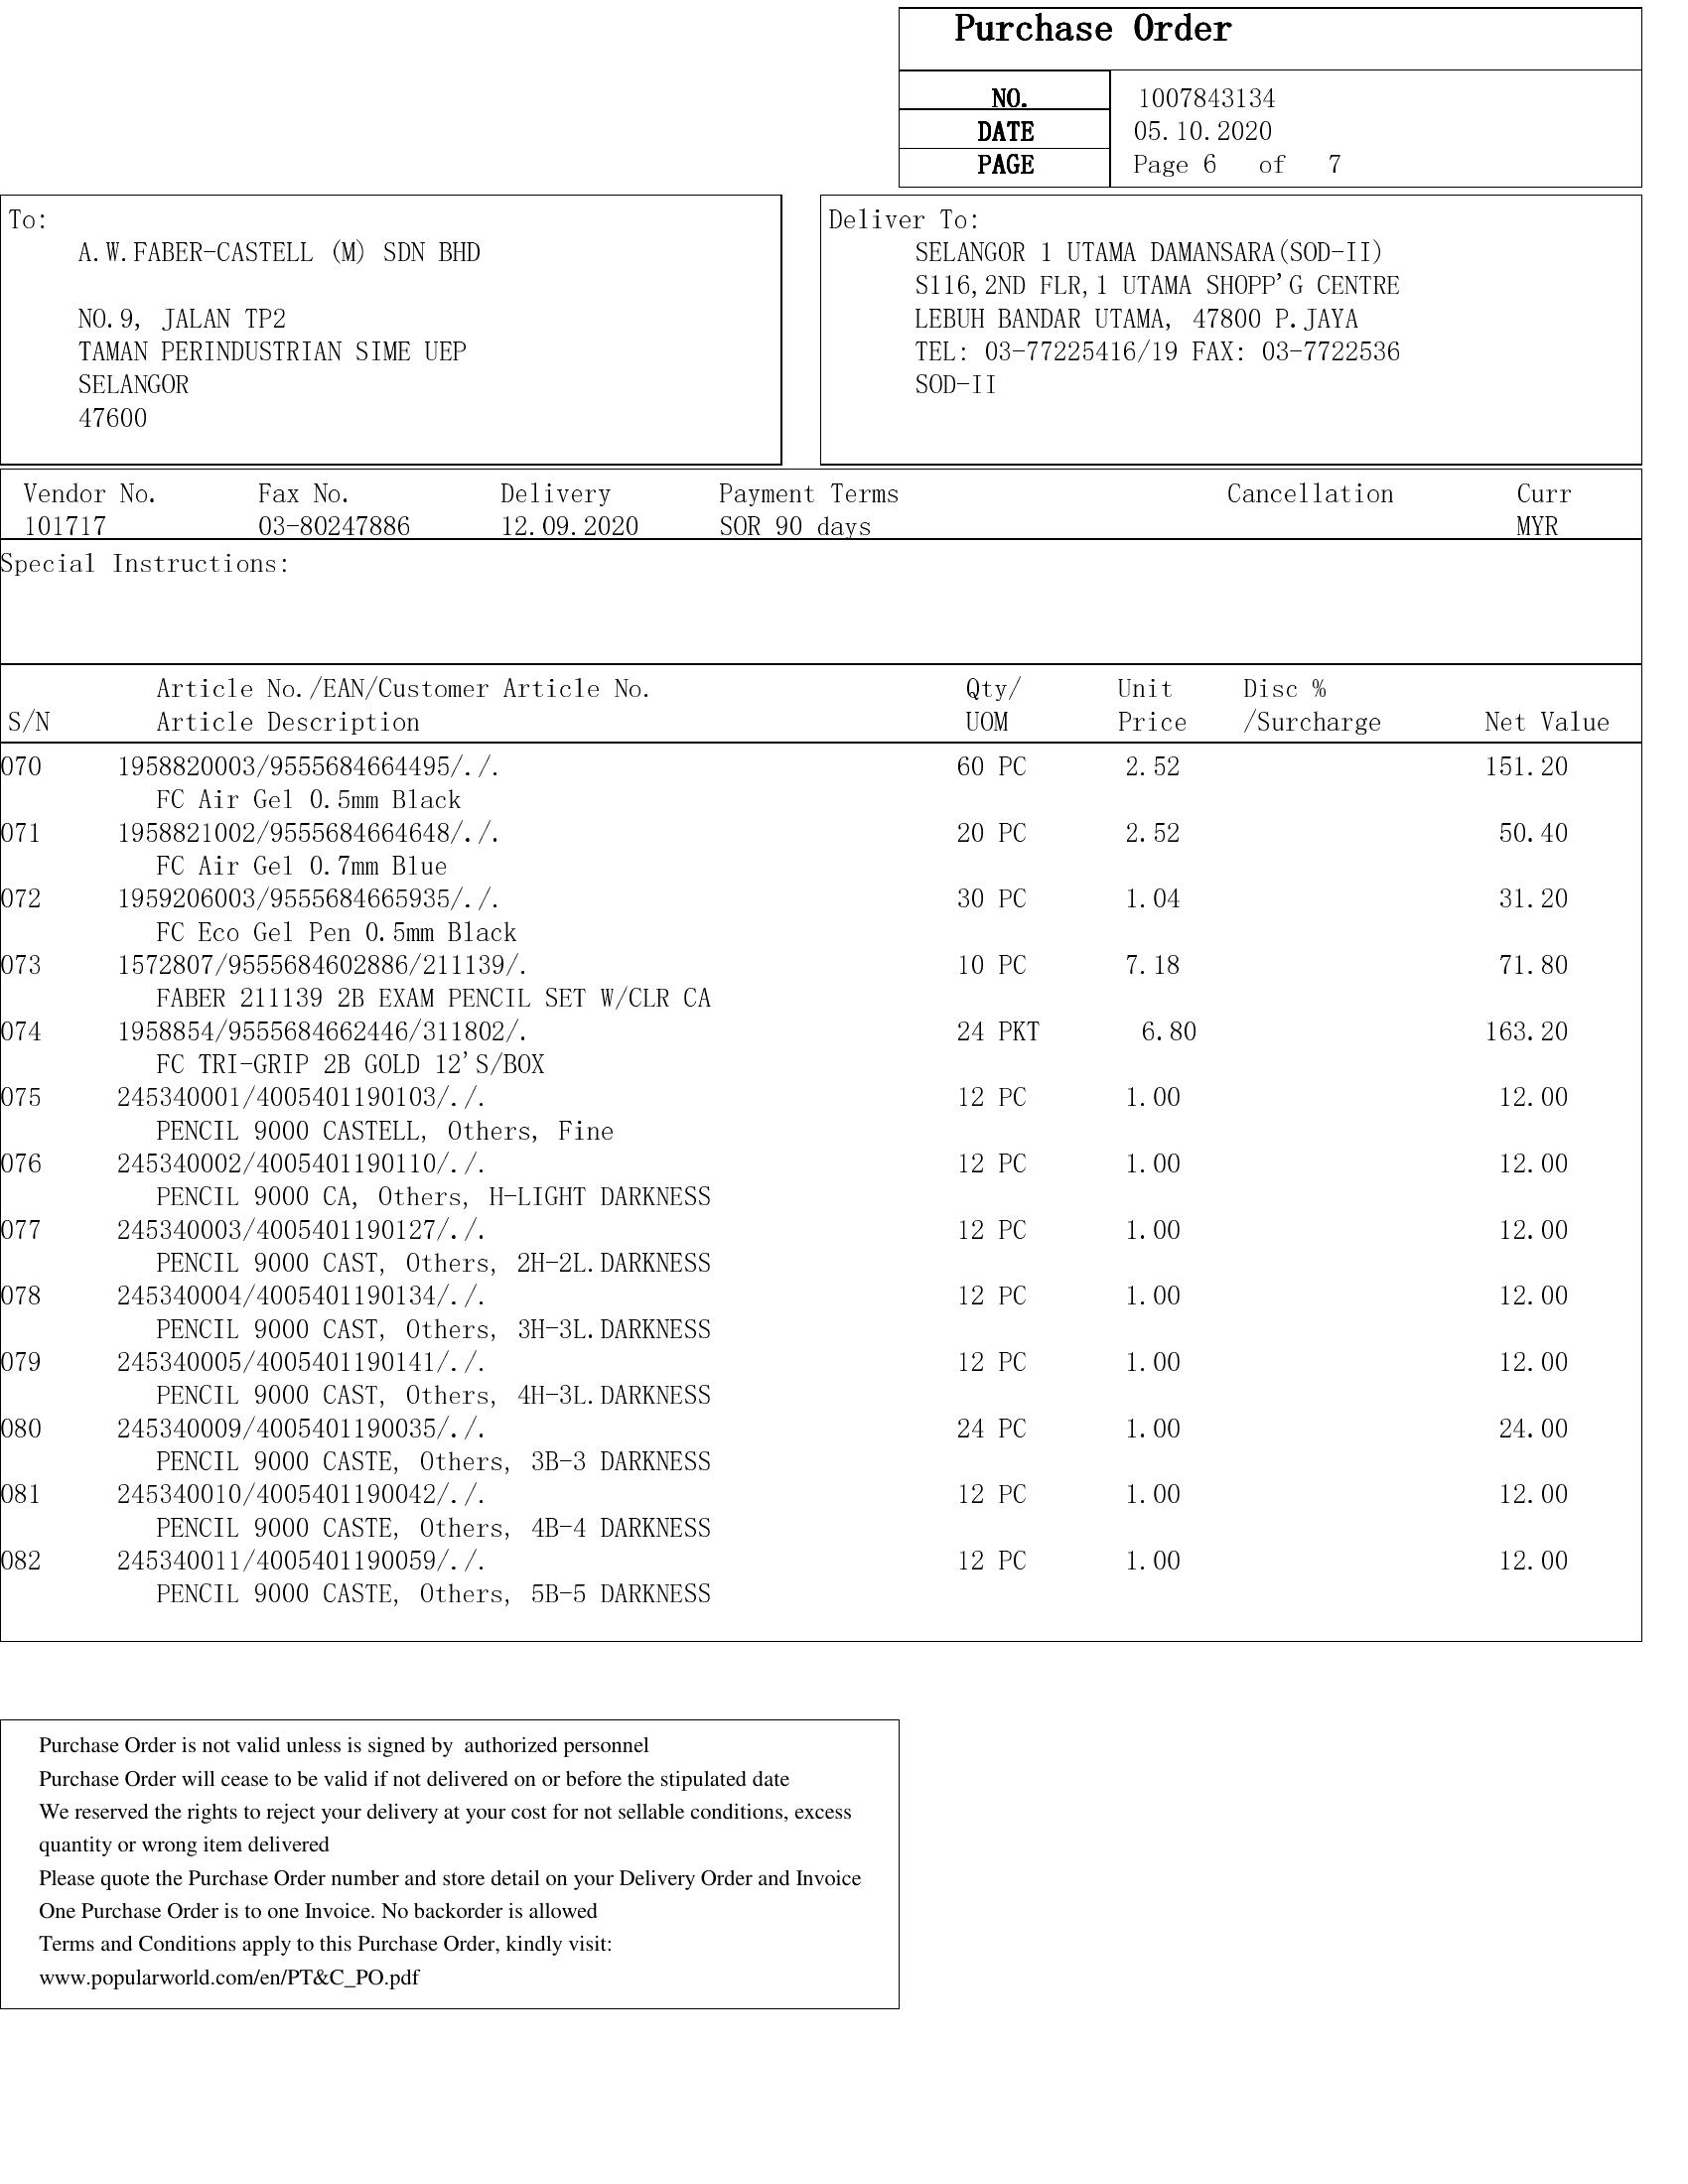 Purchase Order
NO. 1007843134
DATE 05.10.2020
PAGE Page 6 of 7
To:
A.W.FABER-CASTELL (M) SDN BHD
NO.9, JALAN TP2
TAMAN PERINDUSTRIAN SIME UEP
SELANGOR
47600
Deliver To:
SELANGOR 1 UTAMA DAMANSARA(SOD-II)
S116,2ND FLR,1 UTAMA SHOPP'G CENTRE
LEBUH BANDAR UTAMA, 47800 P.JAYA
TEL: 03-77225416/19 FAX: 03-7722536
SOD-II
Vendor No. Fax No. Delivery Payment Terms Cancellation Curr
101717 03-80247886 12.09.2020 SOR 90 days MYR
Special Instructions:
Article No./EAN/Customer Article No. Qty/ Unit Disc %
S/N Article Description UOM Price /Surcharge Net Value
070 1958820003/9555684664495/./. 60 PC 2.52 151.20
FC Air Gel 0.5mm Black
071 1958821002/9555684664648/./. 20 PC 2.52 50.40
FC Air Gel 0.7mm Blue
072 1959206003/9555684665935/./. 30 PC 1.04 31.20
FC Eco Gel Pen 0.5mm Black
073 1572807/9555684602886/211139/. 10 PC 7.18 71.80
FABER 211139 2B EXAM PENCIL SET W/CLR CA
074 1958854/9555684662446/311802/. 24 PKT 6.80 163.20
FC TRI-GRIP 2B GOLD 12'S/BOX
075 245340001/4005401190103/./. 12 PC 1.00 12.00
PENCIL 9000 CASTELL, Others, Fine
076 245340002/4005401190110/./. 12 PC 1.00 12.00
PENCIL 9000 CA, Others, H-LIGHT DARKNESS
077 245340003/4005401190127/./. 12 PC 1.00 12.00
PENCIL 9000 CAST, Others, 2H-2L.DARKNESS
078 245340004/4005401190134/./. 12 PC 1.00 12.00
PENCIL 9000 CAST, Others, 3H-3L.DARKNESS
079 245340005/4005401190141/./. 12 PC 1.00 12.00
PENCIL 9000 CAST, Others, 4H-3L.DARKNESS
080 245340009/4005401190035/./. 24 PC 1.00 24.00
PENCIL 9000 CASTE, Others, 3B-3 DARKNESS
081 245340010/4005401190042/./. 12 PC 1.00 12.00
PENCIL 9000 CASTE, Others, 4B-4 DARKNESS
082 245340011/4005401190059/./. 12 PC 1.00 12.00
PENCIL 9000 CASTE, Others, 5B-5 DARKNESS
Purchase Order is not valid unless is signed by authorized personnel
Purchase Order will cease to be valid if not delivered on or before the stipulated date
We reserved the rights to reject your delivery at your cost for not sellable conditions, excess
quantity or wrong item delivered
Please quote the Purchase Order number and store detail on your Delivery Order and Invoice
One Purchase Order is to one Invoice. No backorder is allowed
Terms and Conditions apply to this Purchase Order, kindly visit:
www.popularworld.com/en/PT&C_PO.pdf